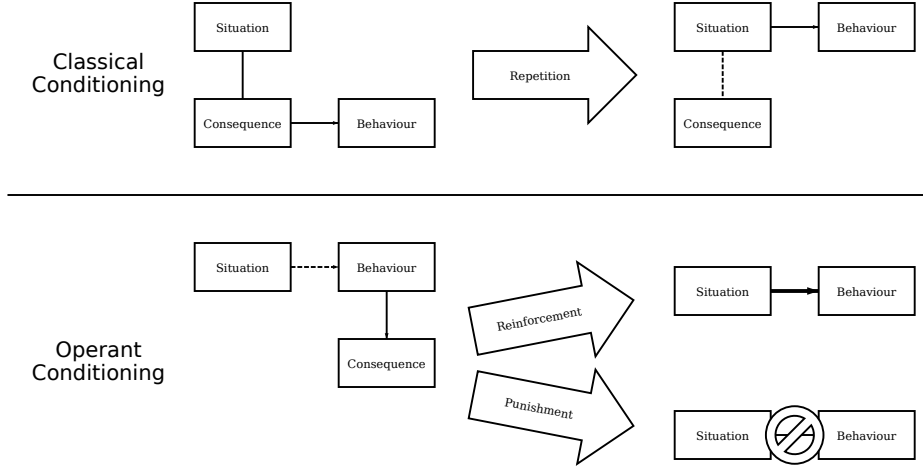 Classical
Conditioning
Situation
Consequence
Behaviour
Repetition
Situation
Behaviour
Consequence
Operant
Conditioning
Situation
Behaviour
Consequence
Reinforcement
Punishment
Situation
Behaviour
Situation
Behaviour